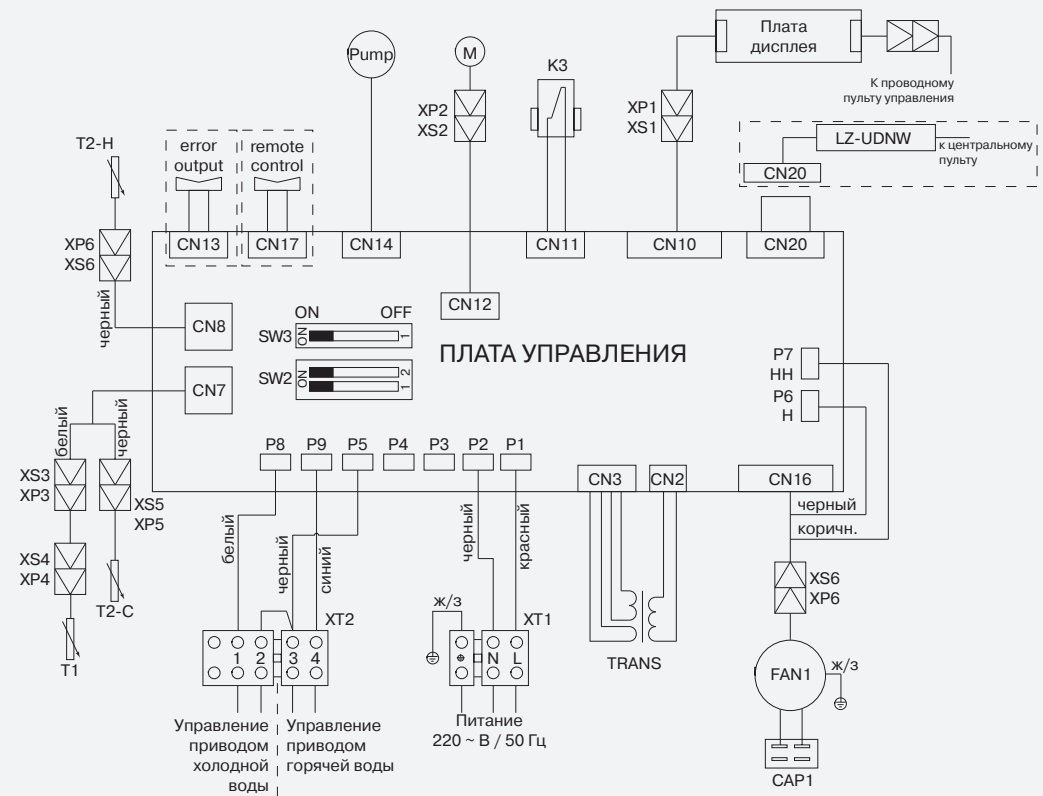 Плата
дисплея
К проводному
пульту управления
LZ-UDNW
к центральному
пульту
CN20
Pump
M
K3
XP2
XS2
XP1
XS1
T2-H
error
output
remote
control
XP6
XS6
черный
CN13
CN17
CN14
CN11
CN10
CN20
CN12
CN8
CN7
ON
OFF
SW3
ON
1
SW2
ON
2
1
ПЛАТА УПРАВЛЕНИЯ
P7
HH
P6
H
белый
черный
XS3
XP3
XS5
XP5
XS4
XP4
T2-C
T1
P8
P9
P5
P4
P3
P2
P1
CN3
CN2
CN16
черный
коричн.
белый
черный
синий
черный
красный
XS6
XP6
ж/з
XT2
XT1
1
2
3
4
N
L
TRANS
FAN1
ж/з
CAP1
Управление
приводом
холодной
воды
Управление
приводом
горячей воды
Питание
220 ~ В / 50 Гц